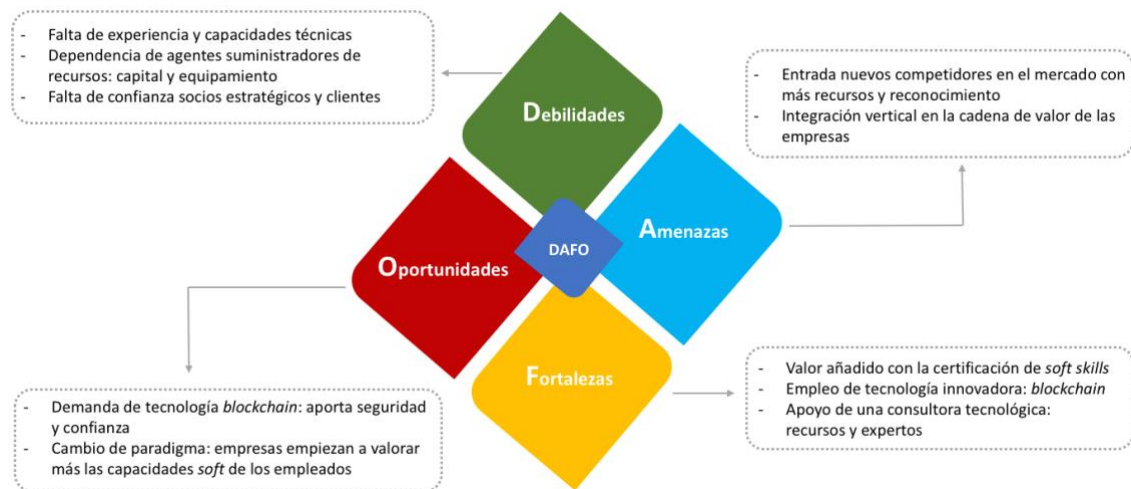 - Falta de experiencia y capacidades técnicas
- Dependencia de agentes suministradores de
recursos: capital y equipamiento
- Falta de confianza socios estratégicos y clientes
Debilidades
- Entrada nuevos competidores en el mercado con
más recursos y reconocimiento
- Integración vertical en la cadena de valor de las
empresas
Amenazas
DAFO
Oportunidades
Fortalezas
- Demanda de tecnología blockchain: aporta seguridad
y confianza
- Cambio de paradigma: empresas empiezan a valorar
más las capacidades soft de los empleados
- Valor añadido con la certificación de soft skills
- Empleo de tecnología innovadora: blockchain
- Apoyo de una consultora tecnológica:
recursos y expertos